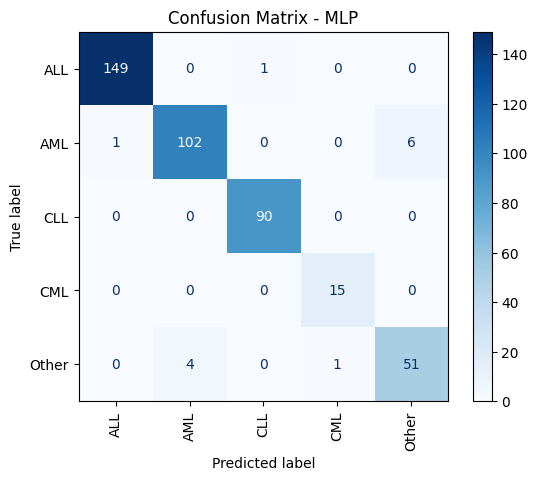 Confusion Matrix - MLP
ALL 149 0 1 0 0
AML 1 102 0 0 6
CLL 0 0 90 0 0
CML 0 0 0 15 0
Other 0 4 0 1 51
True label
ALL AML CLL CML Other
Predicted label
140
120
100
80
60
40
20
0